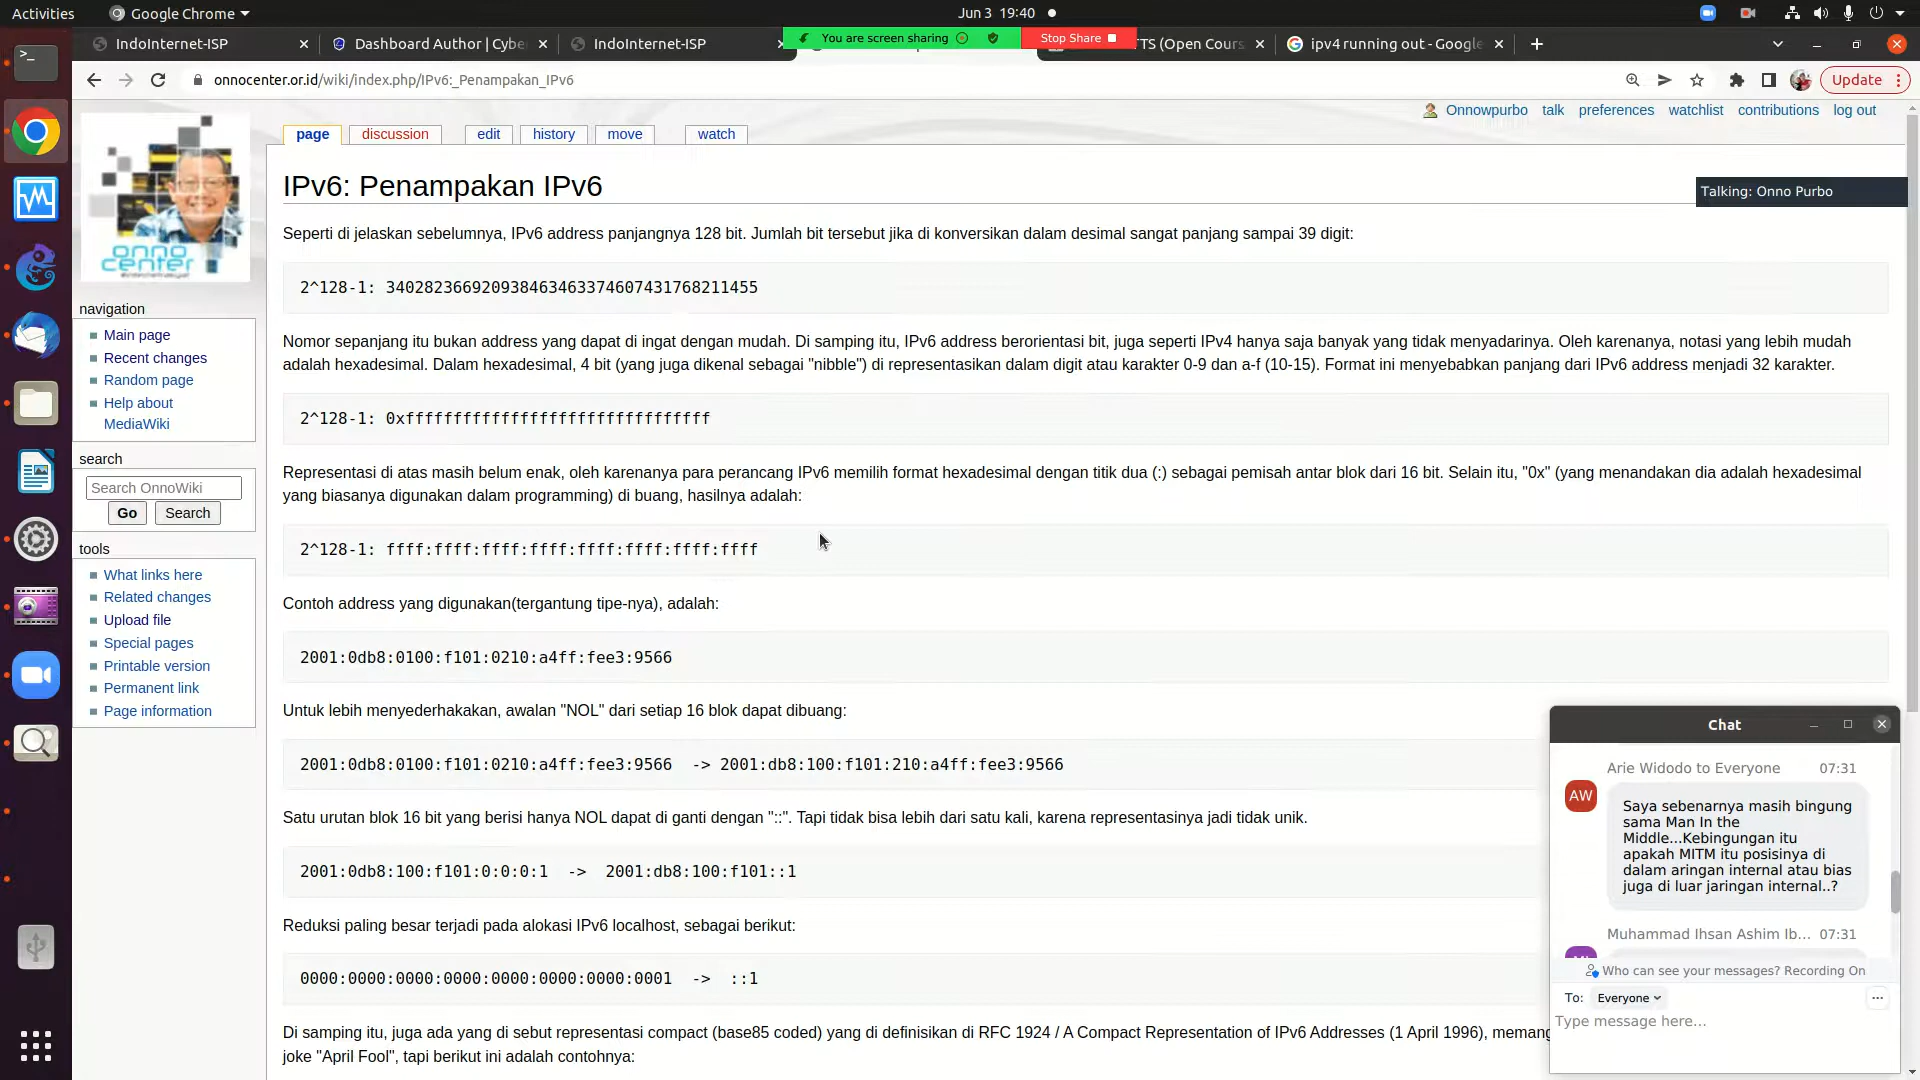 Activities
Google Chrome
Jun 3 19:40
IndoInternet-ISP
Dashboard Author | Cybe
IndoInternet-ISP
You are screen sharing
Stop Share
TTS (Open Cours
ipv4 running out - Google
onnocenter.or.id/wiki/index.php/IPv6:_Penampakan_IPv6
Update
Onnowpurbo talk preferences watchlist contributions log out
page discussion edit history move watch
onno
center
IPv6: Penampakan IPv6
Talking: Onno Purbo
Seperti di jelaskan sebelumnya, IPv6 address panjangnya 128 bit. Jumlah bit tersebut jika di konversikan dalam desimal sangat panjang sampai 39 digit:
2^128-1: 340282366920938463463374607431768211455
Nomor sepanjang itu bukan address yang dapat di ingat dengan mudah. Di samping itu, IPv6 address berorientasi bit, juga seperti IPv4 hanya saja banyak yang tidak menyadarinya. Oleh karenanya, notasi yang lebih mudah
adalah hexadesimal. Dalam hexadesimal, 4 bit (yang juga dikenal sebagai "nibble") di representasikan dalam digit atau karakter 0-9 dan a-f (10-15). Format ini menyebabkan panjang dari IPv6 address menjadi 32 karakter.
2^128-1: 0xffffffffffffffffffffffffffffffff
Representasi di atas masih belum enak, oleh karenanya para perancang IPv6 memilih format hexadesimal dengan titik dua (:) sebagai pemisah antar blok dari 16 bit. Selain itu, "0x" (yang menandakan dia adalah hexadesimal
yang biasanya digunakan dalam programming) di buang, hasilnya adalah:
2^128-1: ffff:ffff:ffff:ffff:ffff:ffff:ffff:ffff
Contoh address yang digunakan(tergantung tipe-nya), adalah:
2001:0db8:0100:f101:0210:a4ff:fee3:9566
Untuk lebih menyederhakakan, awalan "NOL" dari setiap 16 blok dapat dibuang:
2001:0db8:0100:f101:0210:a4ff:fee3:9566 -> 2001:db8:100:f101:210:a4ff:fee3:9566
Satu urutan blok 16 bit yang berisi hanya NOL dapat di ganti dengan "::". Tapi tidak bisa lebih dari satu kali, karena representasinya jadi tidak unik.
2001:0db8:100:f101:0:0:0:1 -> 2001:db8:100:f101::1
Reduksi paling besar terjadi pada alokasi IPv6 localhost, sebagai berikut:
0000:0000:0000:0000:0000:0000:0000:0001 -> ::1
Di samping itu, juga ada yang di sebut representasi compact (base85 coded) yang di definisikan di RFC 1924 / A Compact Representation of IPv6 Addresses (1 April 1996), memang
joke "April Fool", tapi berikut ini adalah contohnya:
navigation
Main page
Recent changes
Random page
Help about
MediaWiki
search
Search OnnoWiki
Go Search
tools
What links here
Related changes
Upload file
Special pages
Printable version
Permanent link
Page information
Chat
Arie Widodo to Everyone 07:31
AW
Saya sebenarnya masih bingung
sama Man In the
Middle...Kebingungan itu
apakah MITM itu posisinya di
dalam aringan internal atau bias
juga di luar jaringan internal..?
Muhammad Ihsan Ashim Ib... 07:31
Who can see your messages? Recording On
To: Everyone
Type message here...